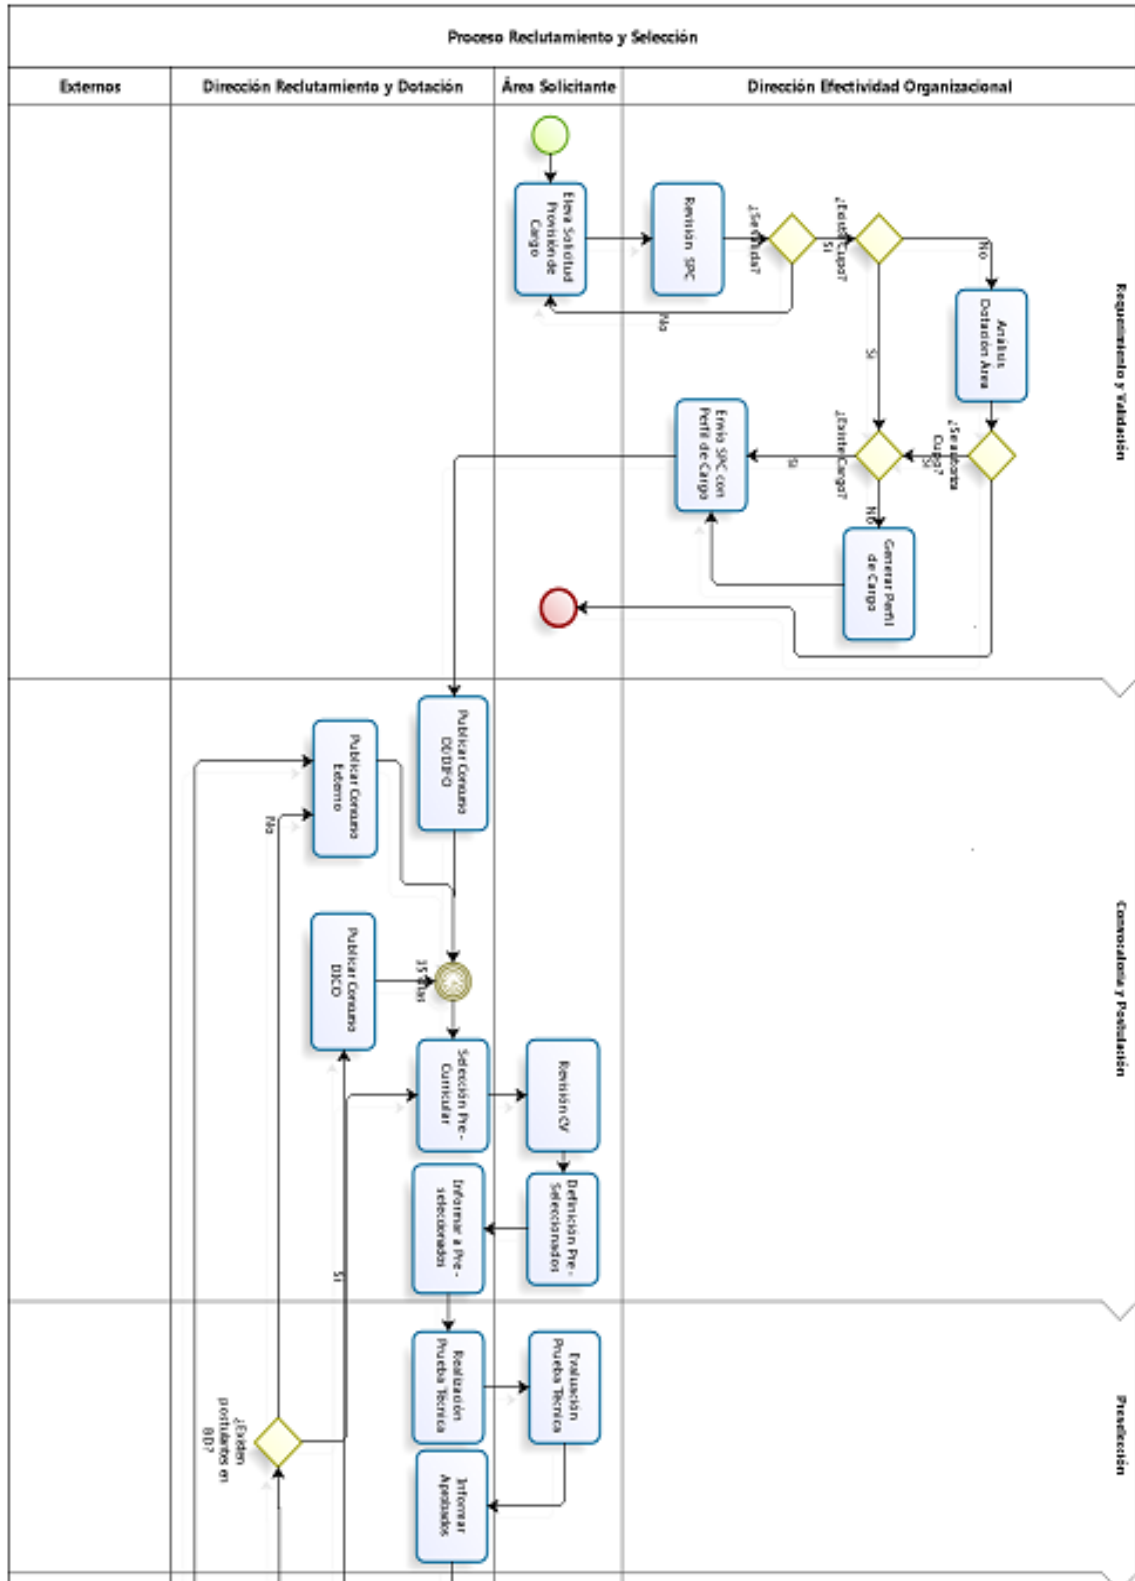 Proceso Reclutamiento y Selección
Externos
Dirección Reclutamiento y Dotación
Área Solicitante
Dirección Efectividad Organizacional
Requerimiento y Validación
Eleva Solicitud
Provisión de
Cargo
Revisión SPC
¿Se valida?
Si
No
¿Existe Cupo?
No
Si
Análisis
Dotación Área
¿Se autoriza
Cupo?
Si
¿Existe Cargo?
Si
No
Envío SPC con
Perfil de Cargo
Generar Perfil
de Cargo
Convocatoria y Postulación
Publicar Concurso
Publicar Concurso
Externo
No
Publicar Concurso
DICO
15 días
Selección Pre-
Curricular
Revisión CV
Definición Pre-
Seleccionados
Informar a Pre-
seleccionados
Si
Preselección
Realización
Prueba Técnica
Evaluación
Prueba Técnica
Informar
Aprobados
¿Existen
postulantes en
BD?